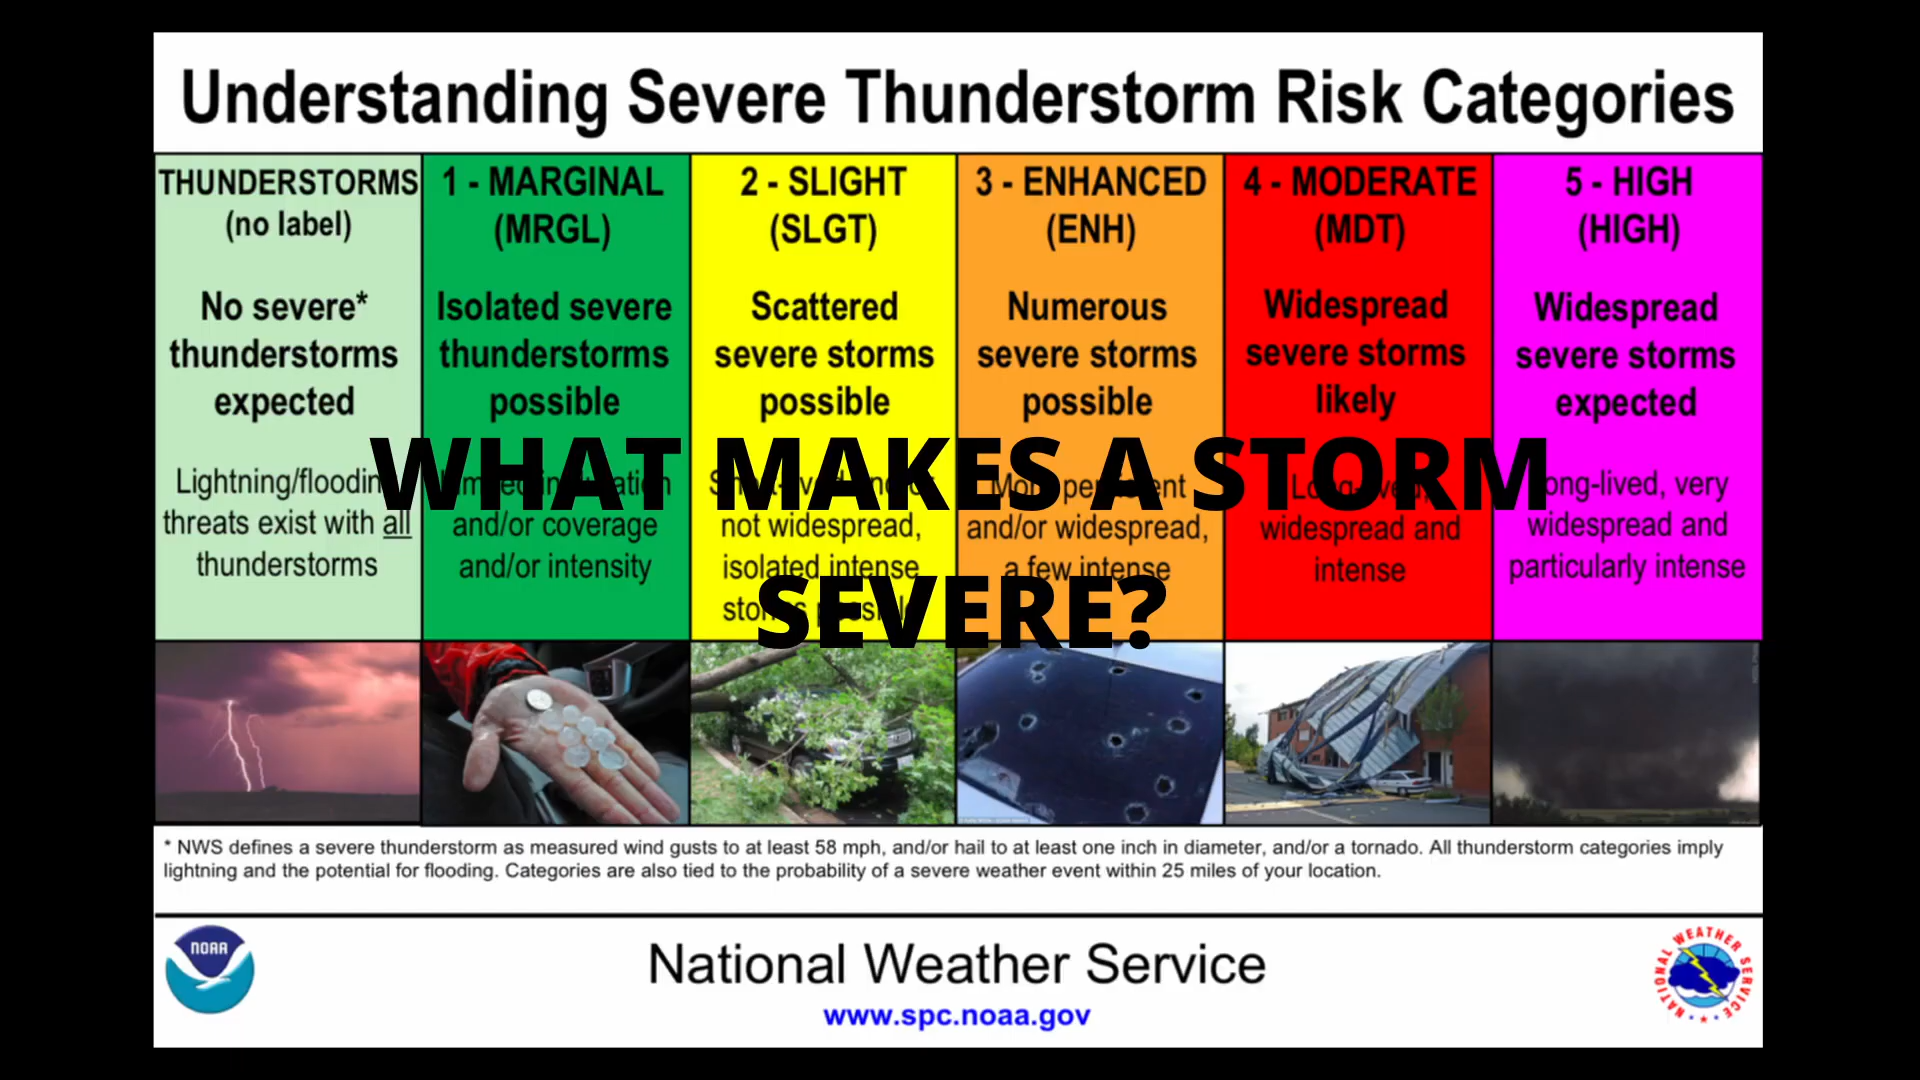 Understanding Severe Thunderstorm Risk Categories
THUNDERSTORMS
(no label)
No severe*
thunderstorms
expected
Lightning/floodin
threats exist with all
thunderstorms
1 - MARGINAL
(MRGL)
Isolated severe
thunderstorms
possible
and/or coverage
and/or intensity
2 - SLIGHT
(SLGT)
Scattered
severe storms
possible
not widespread,
isolated intense
3 - ENHANCED
(ENH)
Numerous
severe storms
possible
and/or widespread,
a few intense
4 - MODERATE
(MDT)
Widespread
severe storms
likely
widespread and
intense
5 - HIGH
(HIGH)
Widespread
severe storms
expected
ong-lived, very
widespread and
particularly intense
WHAT MAKES A STORM
SEVERE?
* NWS defines a severe thunderstorm as measured wind gusts to at least 58 mph, and/or hail to at least one inch in diameter, and/or a tornado. All thunderstorm categories imply
lightning and the potential for flooding. Categories are also tied to the probability of a severe weather event within 25 miles of your location.
NOAA
National Weather Service
www.spc.noaa.gov
NATIONAL WEATHER SERVICE